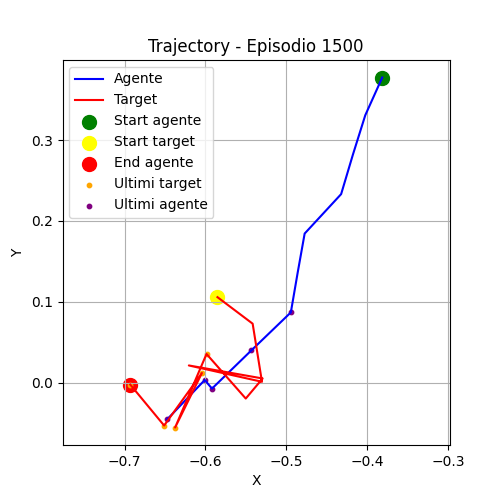 Trajectory - Episodio 1500
Agente
Target
Start agente
Start target
End agente
Ultimi target
Ultimi agente
Y
0.3
0.2
0.1
0.0
−0.7
−0.6
−0.5
−0.4
−0.3
X